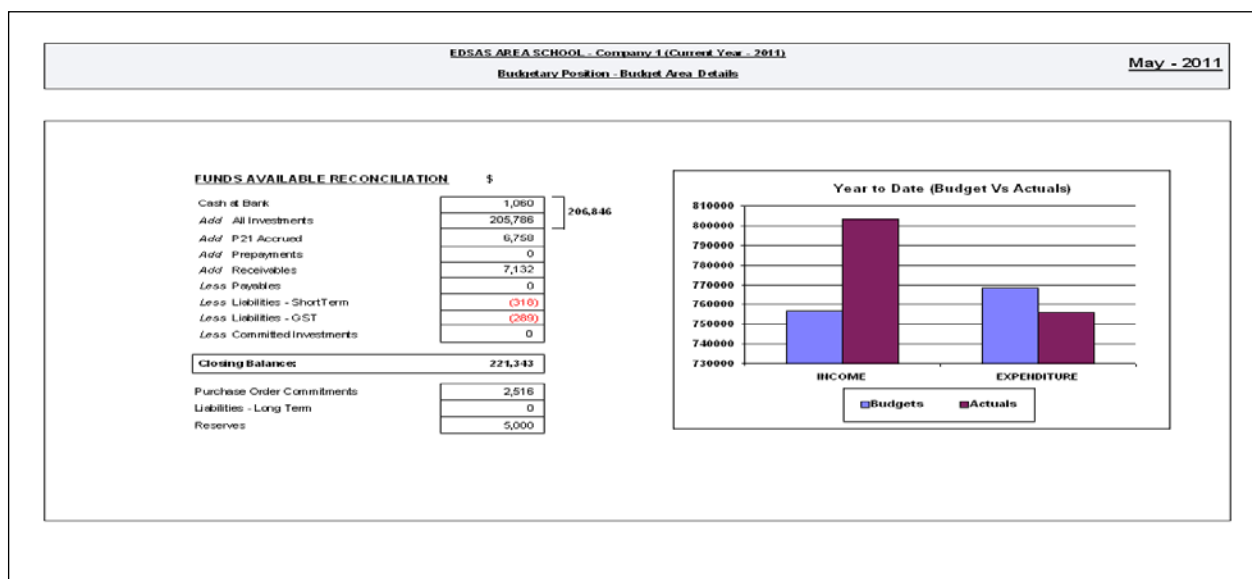 EDSAS AREA SCHOOL - Company 1 (Current Year - 2011)
Budgetary Position - Budget Area Details
May - 2011
FUNDS AVAILABLE RECONCILIATION $
Cash at Bank 1,060
Add All Investments 205,786
206,846
Add P21 Accrued 6,758
Add Prepayments 0
Add Receivables 7,132
Less Payables 0
Less Liabilities - ShortTerm (318)
Less Liabilities - GST (289)
Less Committed Investments 0
Closing Balance: 221,343
Purchase Order Commitments 2,516
Liabilities - Long Term 0
Reserves 5,000
Year to Date (Budget Vs Actuals)
810000
800000
790000
780000
770000
760000
750000
740000
730000
INCOME EXPENDITURE
Budgets Actuals